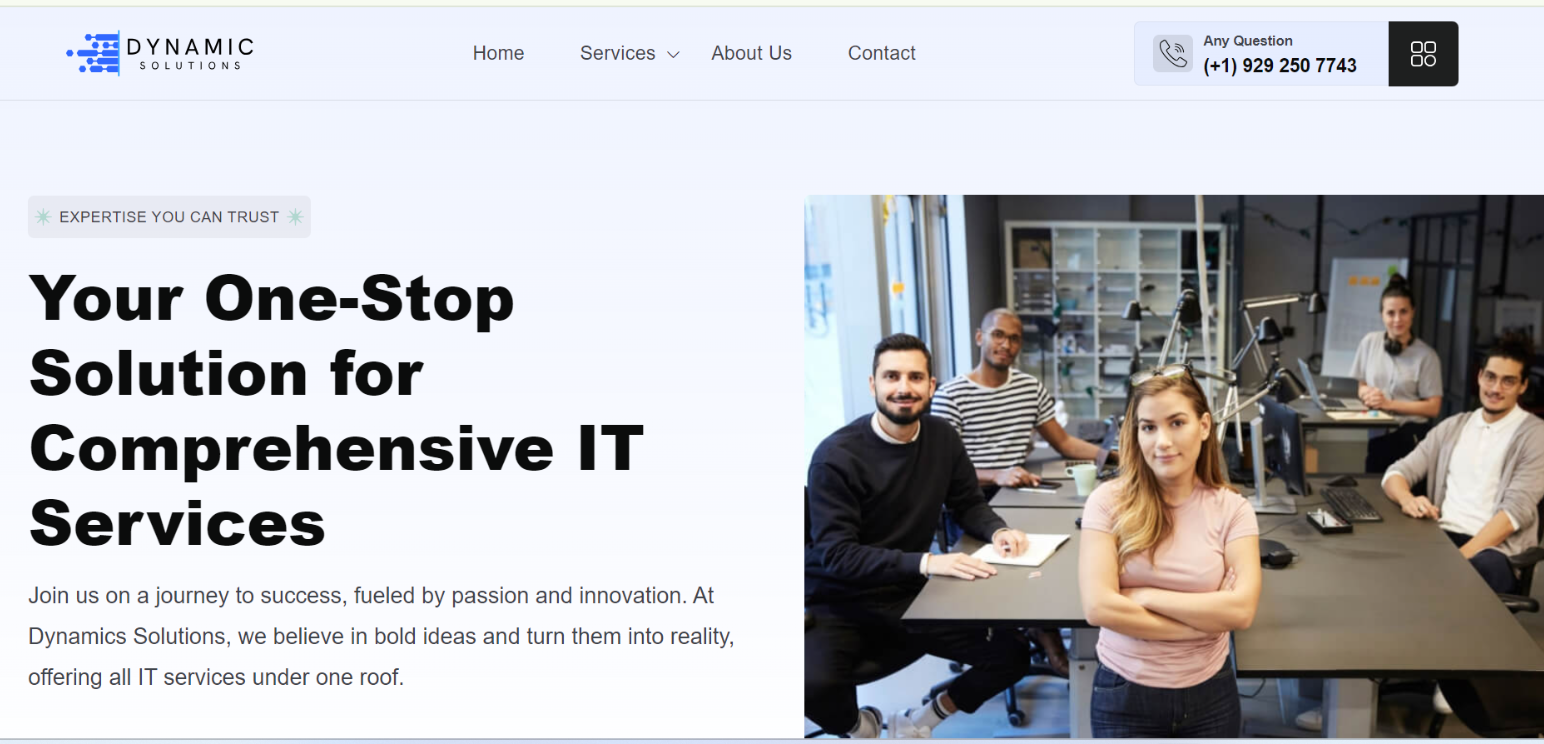 DYNAMIC
SOLUTIONS
Home
Services
About Us
Contact
Any Question
(+1) 929 250 7743
EXPERTISE YOU CAN TRUST
Your One-Stop
Solution for
Comprehensive IT
Services
Join us on a journey to success, fueled by passion and innovation. At
Dynamics Solutions, we believe in bold ideas and turn them into reality,
offering all IT services under one roof.